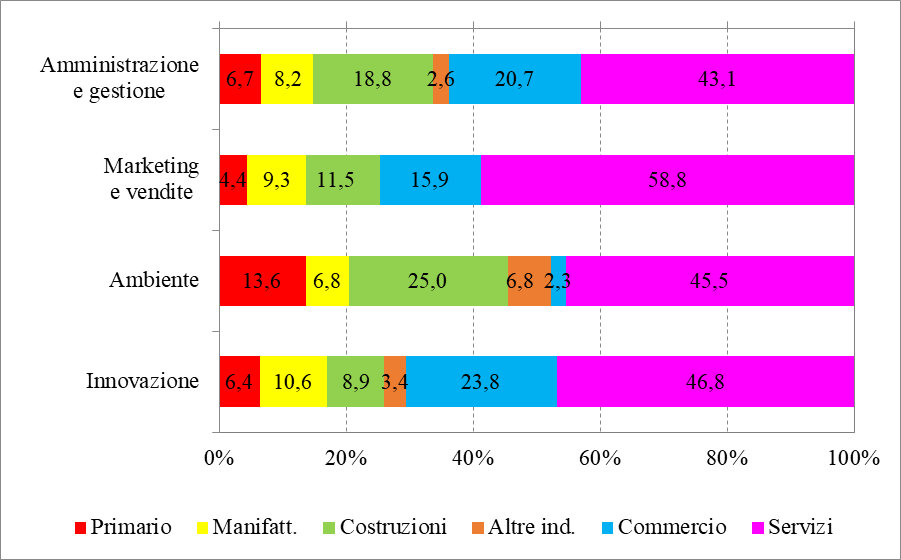 Amministrazione
e gestione
6,7 8,2 18,8 2,6 20,7 43,1
Marketing
e vendite
4,4 9,3 11,5 15,9 58,8
Ambiente
13,6 6,8 25,0 6,8 2,3 45,5
Innovazione
6,4 10,6 8,9 3,4 23,8 46,8
0% 20% 40% 60% 80% 100%
Primario Manifatt. Costruzioni Altre ind. Commercio Servizi